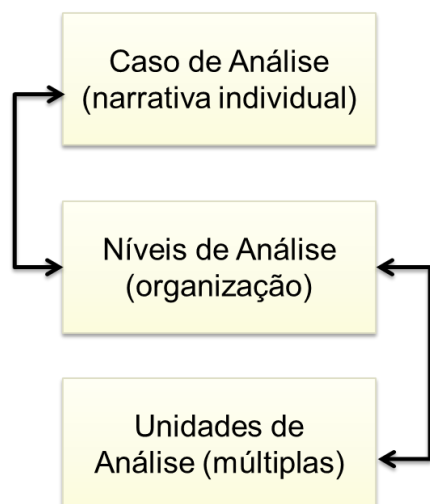 Caso de Análise
(narrativa individual)
Níveis de Análise
(organização)
Unidades de
Análise (múltiplas)